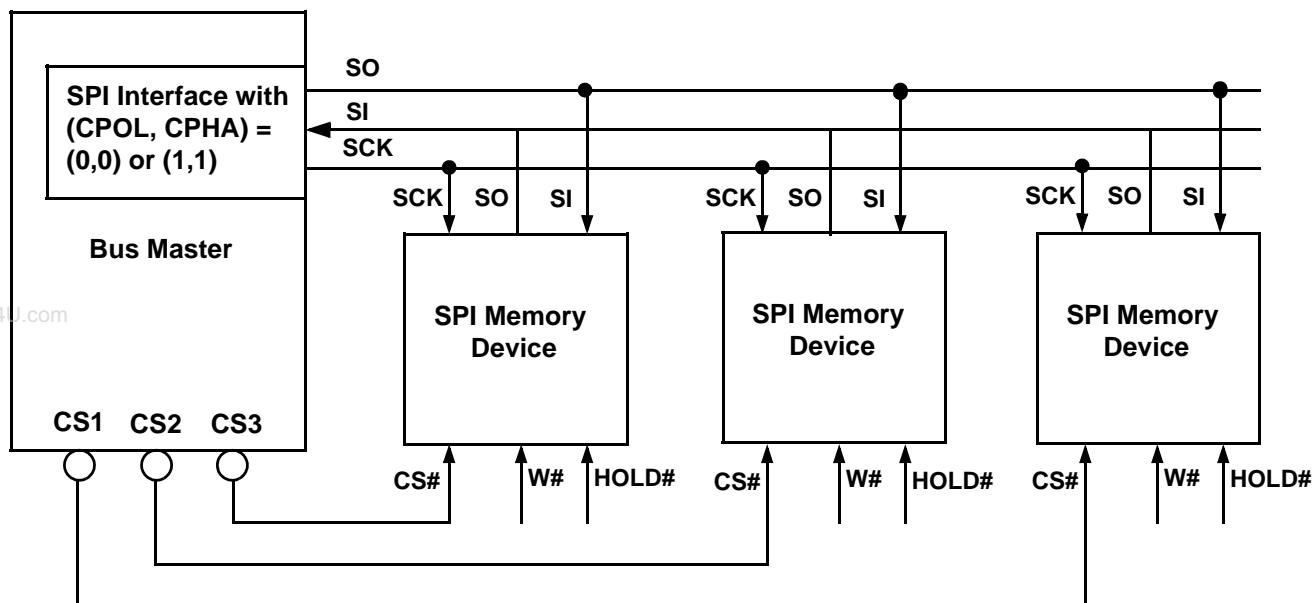 SO
SPI Interface with
(CPOL, CPHA) =
(0,0) or (1,1)
SI
SCK
SCK SO SI
SCK SO SI
SCK SO SI
Bus Master
4U.com
SPI Memory
Device
SPI Memory
Device
SPI Memory
Device
CS1 CS2 CS3
CS# W# HOLD#
CS# W# HOLD#
CS# W# HOLD#